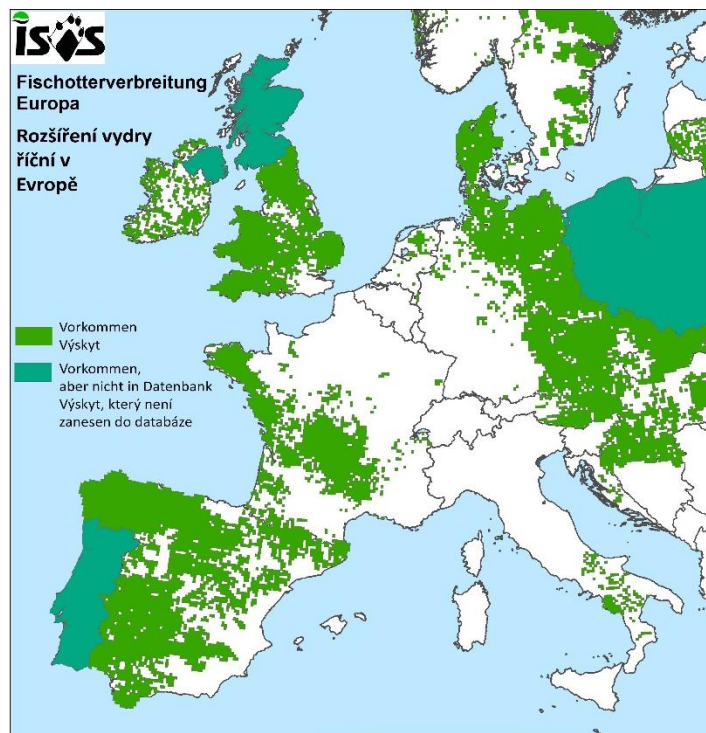 isos
Fischotterverbreitung
Europa
Rozšíření vydry
říční v
Evropě
Vorkommen
Výskyt
Vorkommen,
aber nicht in Datenbank
Výskyt, který není
zanesen do databáze